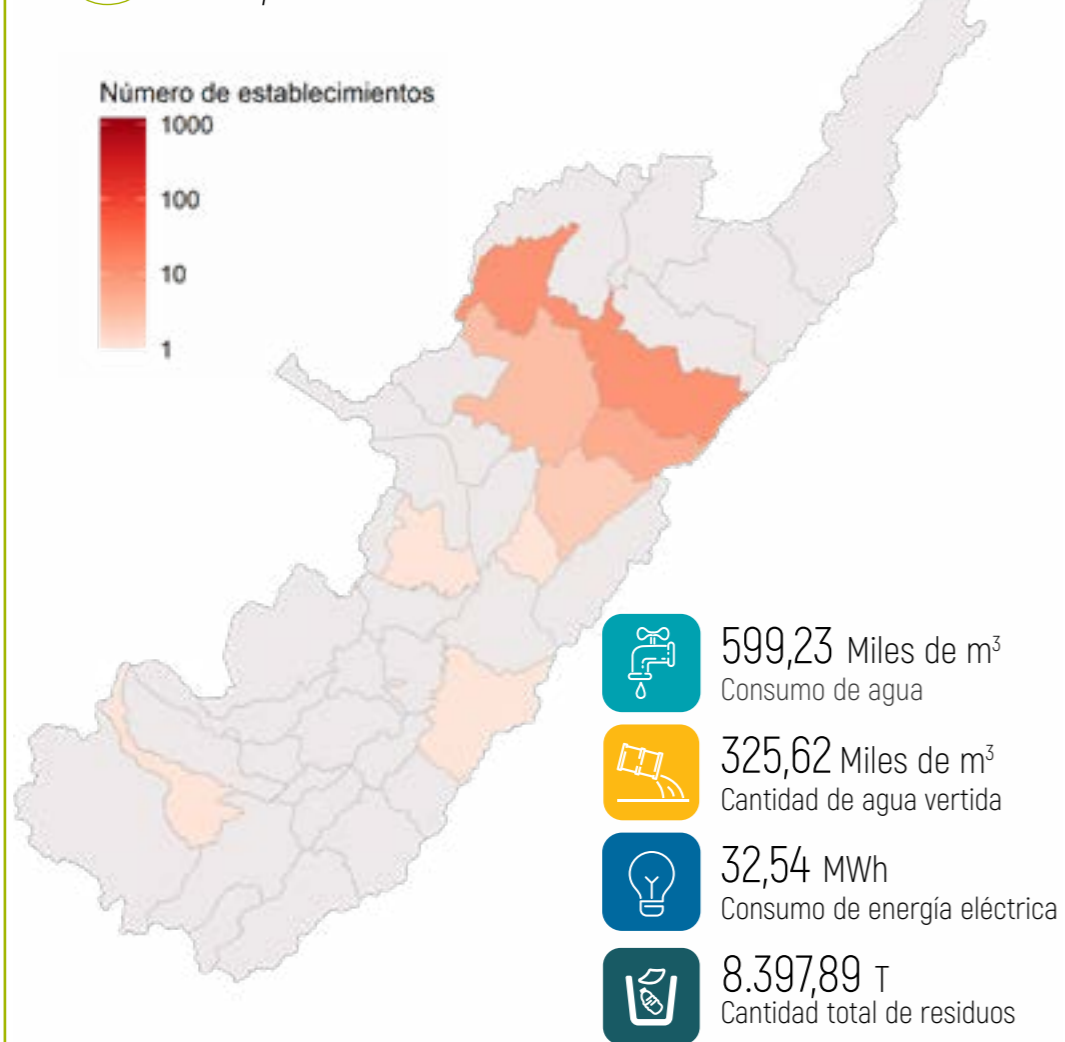 Número de establecimientos
1000
100
10
1
599,23 Miles de m³
Consumo de agua
325,62 Miles de m³
Cantidad de agua vertida
32,54 MWh
Consumo de energía eléctrica
8.397,89 T
Cantidad total de residuos